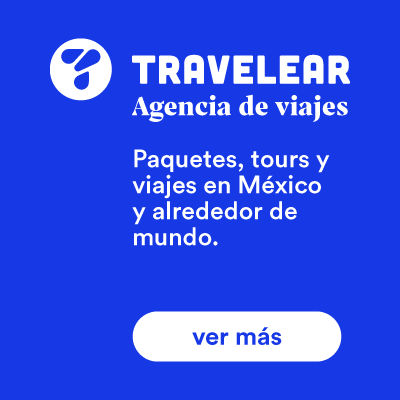 TRAVELEAR
Agencia de viajes
Paquetes, tours y
viajes en México
y alrededor de
mundo.
ver más